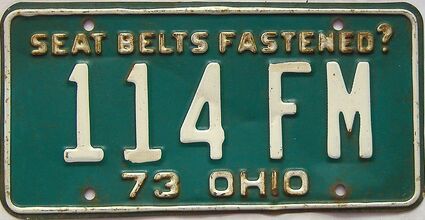 SEAT BELTS FASTENED?
114 FM
73 OHIO